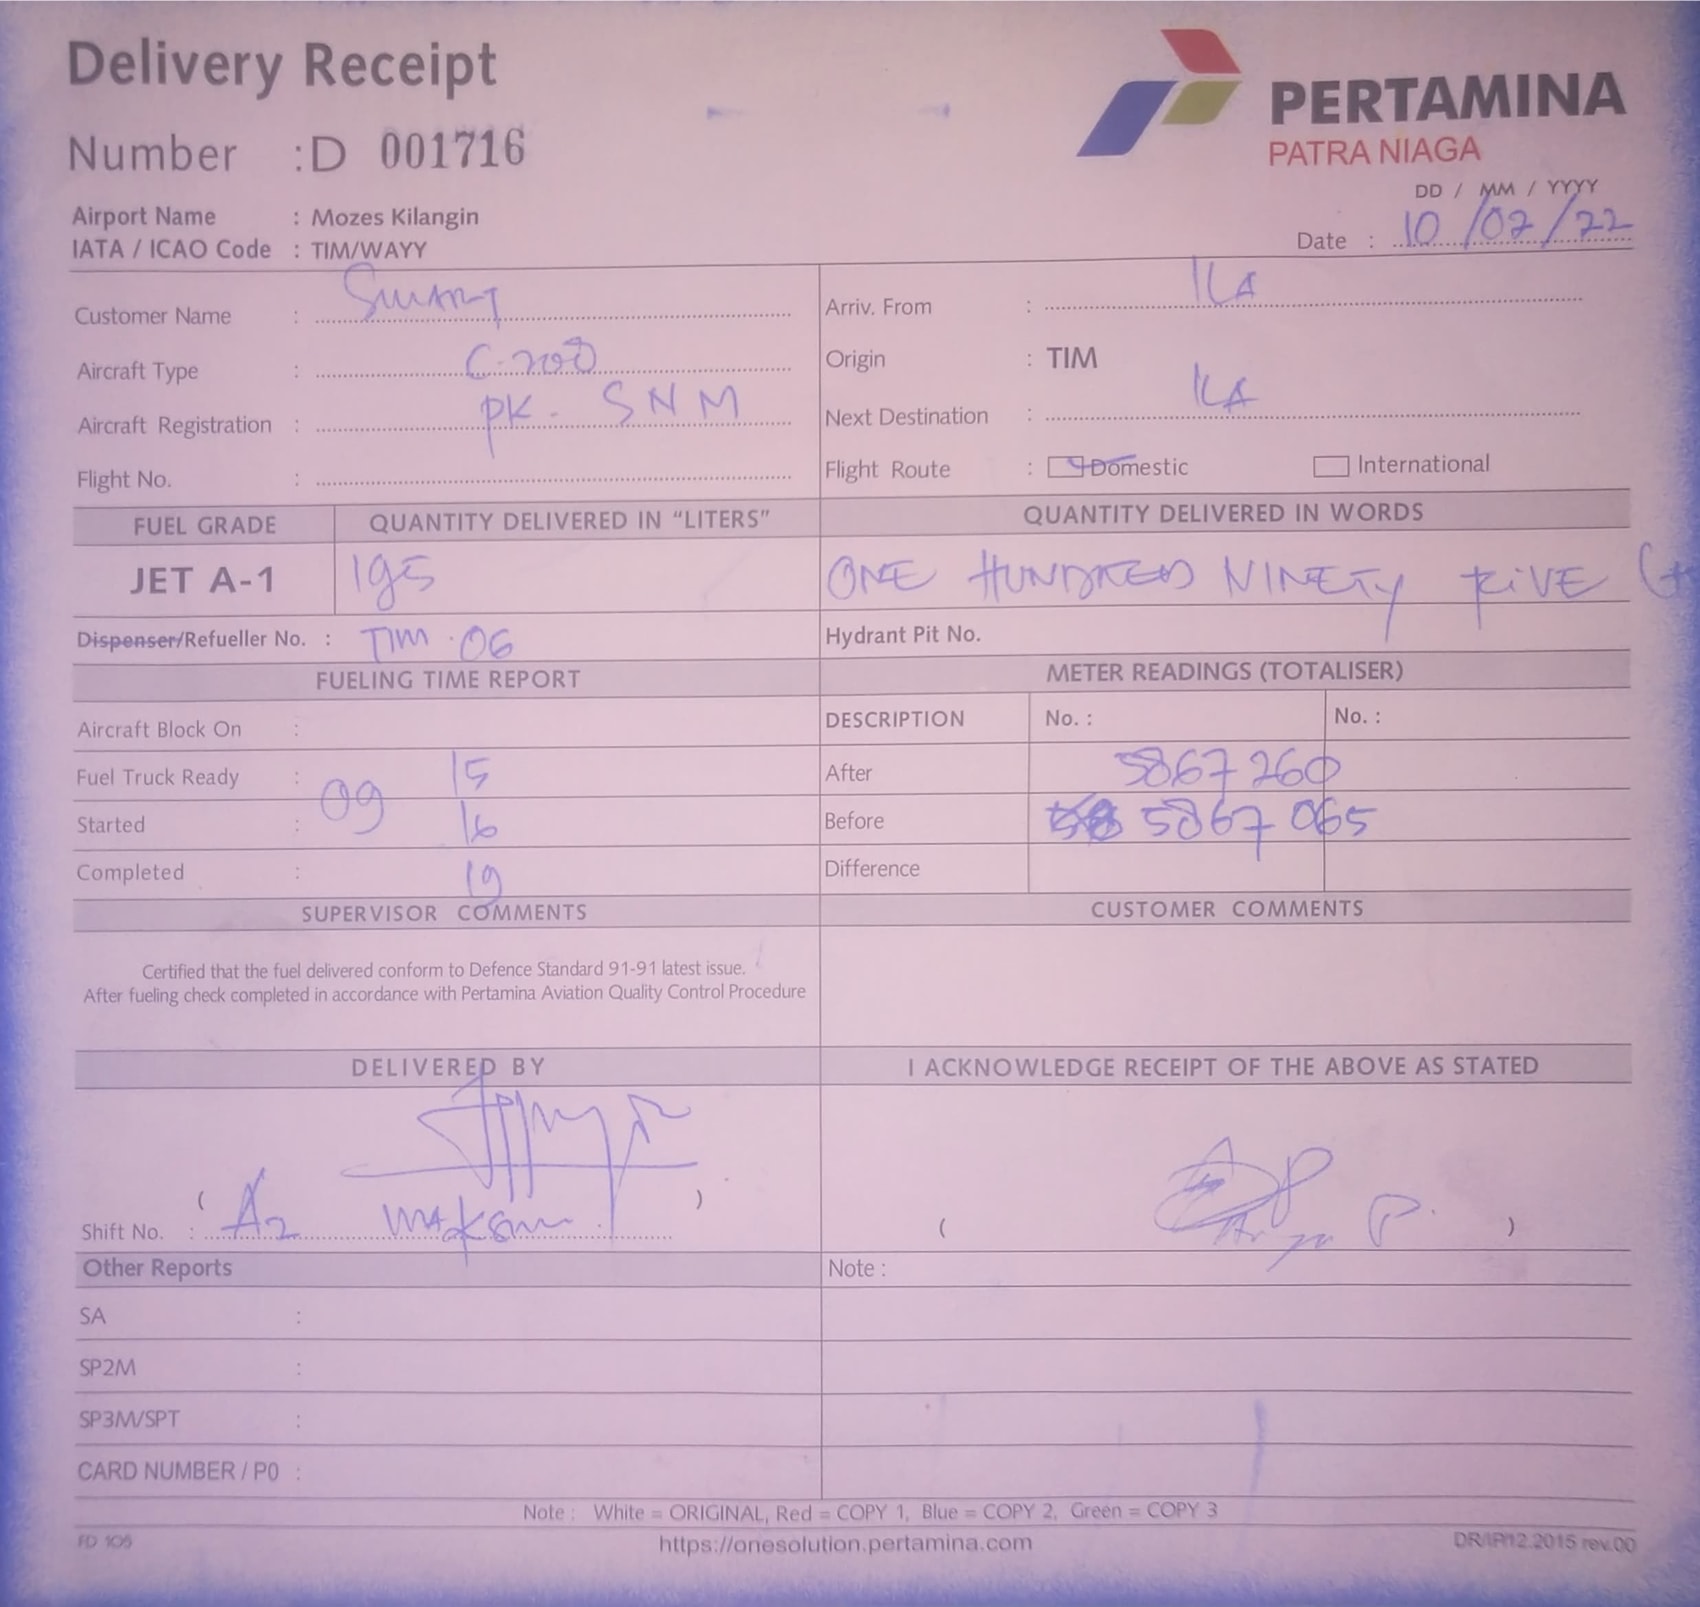 Delivery Receipt
PERTAMINA
PATRA NIAGA
Number : D 001716
DD / MM / YYYY
Date : 10/02/22
Airport Name : Mozes Kilangin
IATA / ICAO Code : TIM/WAYY
Customer Name : SMART
Arriv. From : ILA
Aircraft Type : C-208
Origin : TIM
Aircraft Registration : PK-SNM
Next Destination : ILA
Flight No. :
Flight Route : Domestic International
FUEL GRADE QUANTITY DELIVERED IN "LITERS" QUANTITY DELIVERED IN WORDS
JET A-1 195 ONE HUNDRED NINETY FIVE
Dispenser/Refueller No. : TIM.06 Hydrant Pit No.
FUELING TIME REPORT METER READINGS (TOTALISER)
Aircraft Block On : DESCRIPTION No. : No. :
Fuel Truck Ready : 09 15 After 5867260
Started : 16 Before 58 5867065
Completed : 19 Difference
SUPERVISOR COMMENTS CUSTOMER COMMENTS
Certified that the fuel delivered conform to Defence Standard 91-91 latest issue.
After fueling check completed in accordance with Pertamina Aviation Quality Control Procedure
DELIVERED BY I ACKNOWLEDGE RECEIPT OF THE ABOVE AS STATED
( )
Shift No. : A2 ( P. )
Other Reports Note :
SA :
SP2M :
SP3M/SPT :
CARD NUMBER / PO :
Note : White = ORIGINAL, Red = COPY 1, Blue = COPY 2, Green = COPY 3
FD 105 https://onesolution.pertamina.com DR/IR12.2015 rev.00